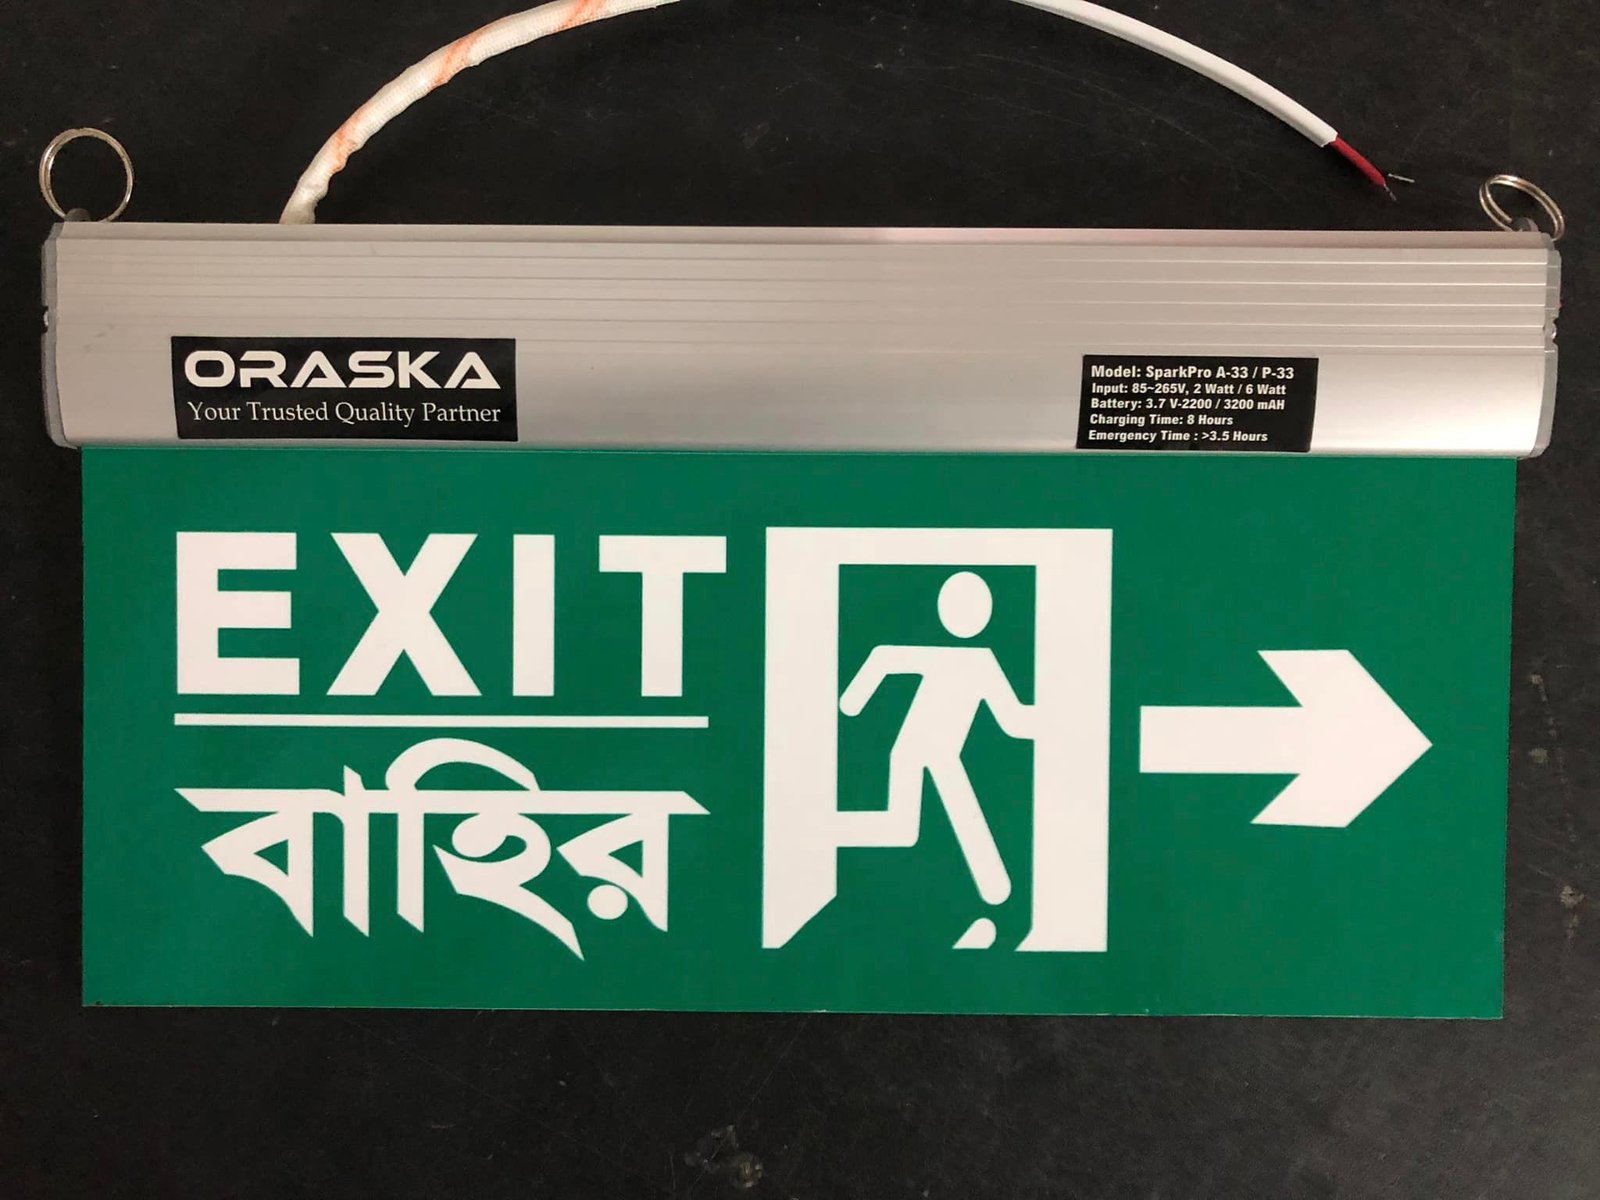 ORASKA
Your Trusted Quality Partner
Model: SparkPro A-33 / P-33
Input: 85~265V, 2 Watt / 6 Watt
Battery: 3.7 V-2200 / 3200 mAH
Charging Time: 8 Hours
Emergency Time : >3.5 Hours
EXIT
বাহির